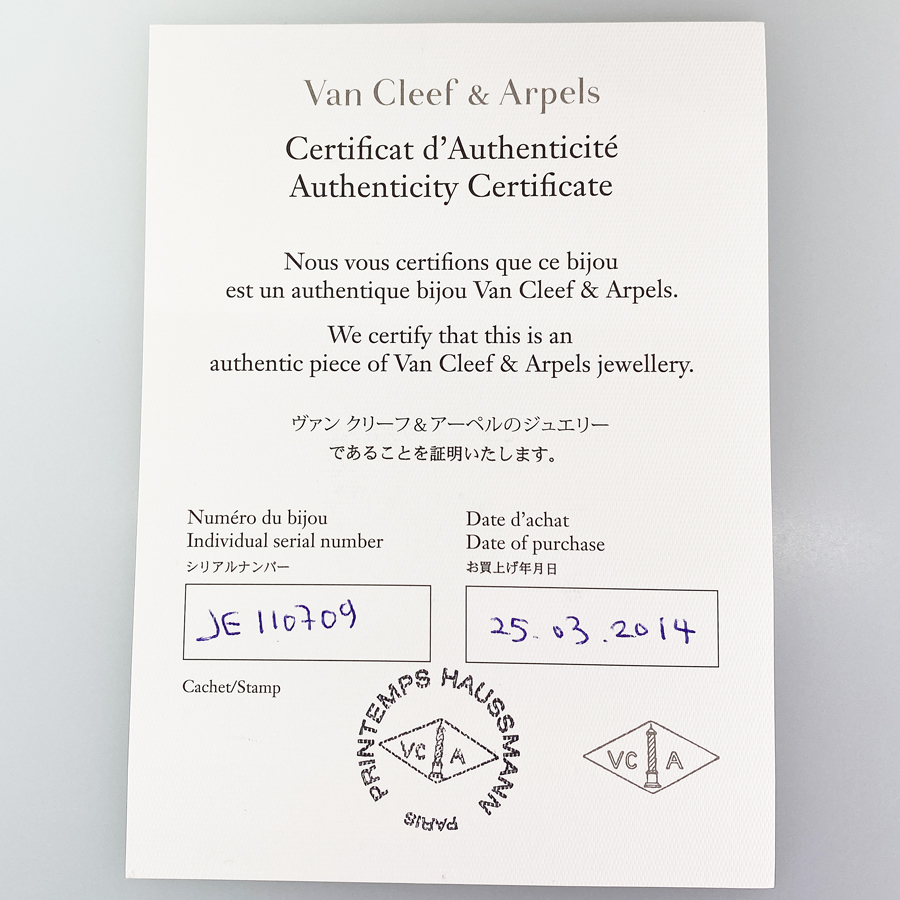 Van Cleef & Arpels
Certificat d'Authenticité
Authenticity Certificate
Nous vous certifions que ce bijou
est un authentique bijou Van Cleef & Arpels.
We certify that this is an
authentic piece of Van Cleef & Arpels jewellery.
ヴァン クリーフ&アーペルのジュエリー
であることを証明いたします。
Numéro du bijou
Individual serial number
シリアルナンバー
JE110709
Date d'achat
Date of purchase
お買上げ年月日
25.03.2014
Cachet/Stamp
PRINTEMPS HAUSSMANN
VC A
PARIS
VC A